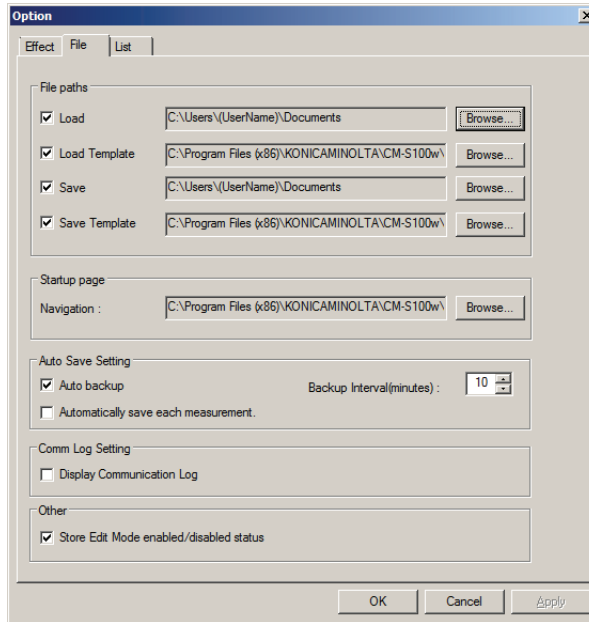 Option
Effect File List
File paths
Load C:\Users\(UserName)\Documents Browse...
Load Template C:\Program Files (x86)\KONICAMINOLTA\CM-S100w\ Browse...
Save C:\Users\(UserName)\Documents Browse...
Save Template C:\Program Files (x86)\KONICAMINOLTA\CM-S100w\ Browse...
Startup page
Navigation : C:\Program Files (x86)\KONICAMINOLTA\CM-S100w\ Browse...
Auto Save Setting
Auto backup Backup Interval(minutes) : 10
Automatically save each measurement.
Comm Log Setting
Display Communication Log
Other
Store Edit Mode enabled/disabled status
OK Cancel Apply